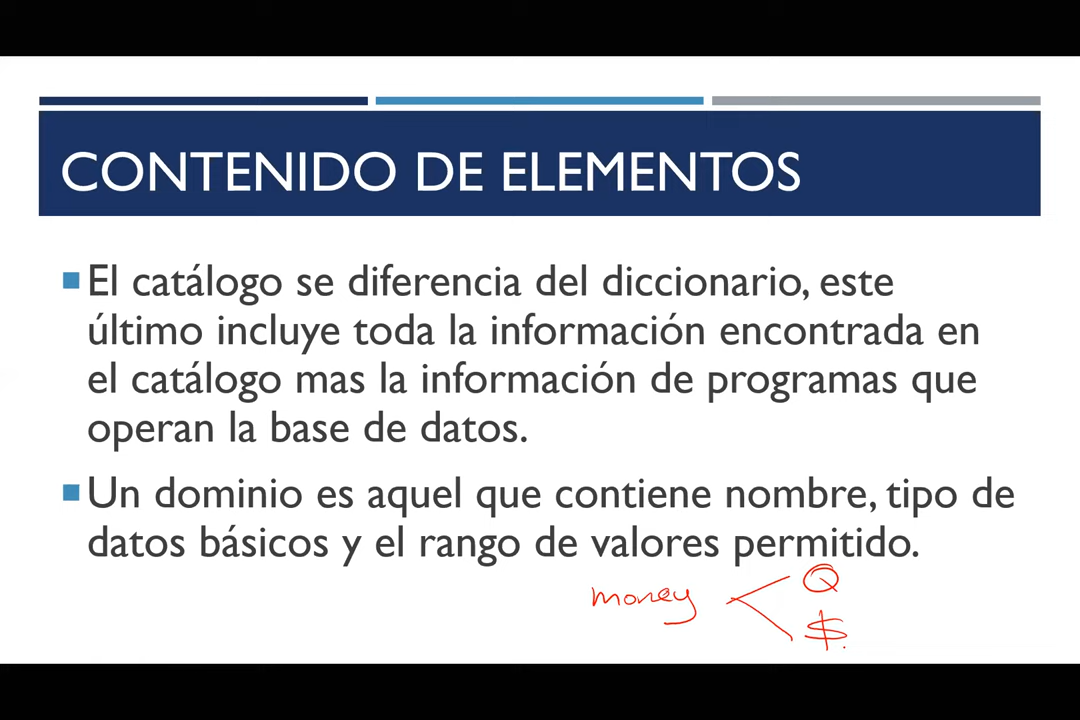 CONTENIDO DE ELEMENTOS
El catálogo se diferencia del diccionario, este
último incluye toda la información encontrada en
el catálogo mas la información de programas que
operan la base de datos.
Un dominio es aquel que contiene nombre, tipo de
datos básicos y el rango de valores permitido.
money
Q
$.